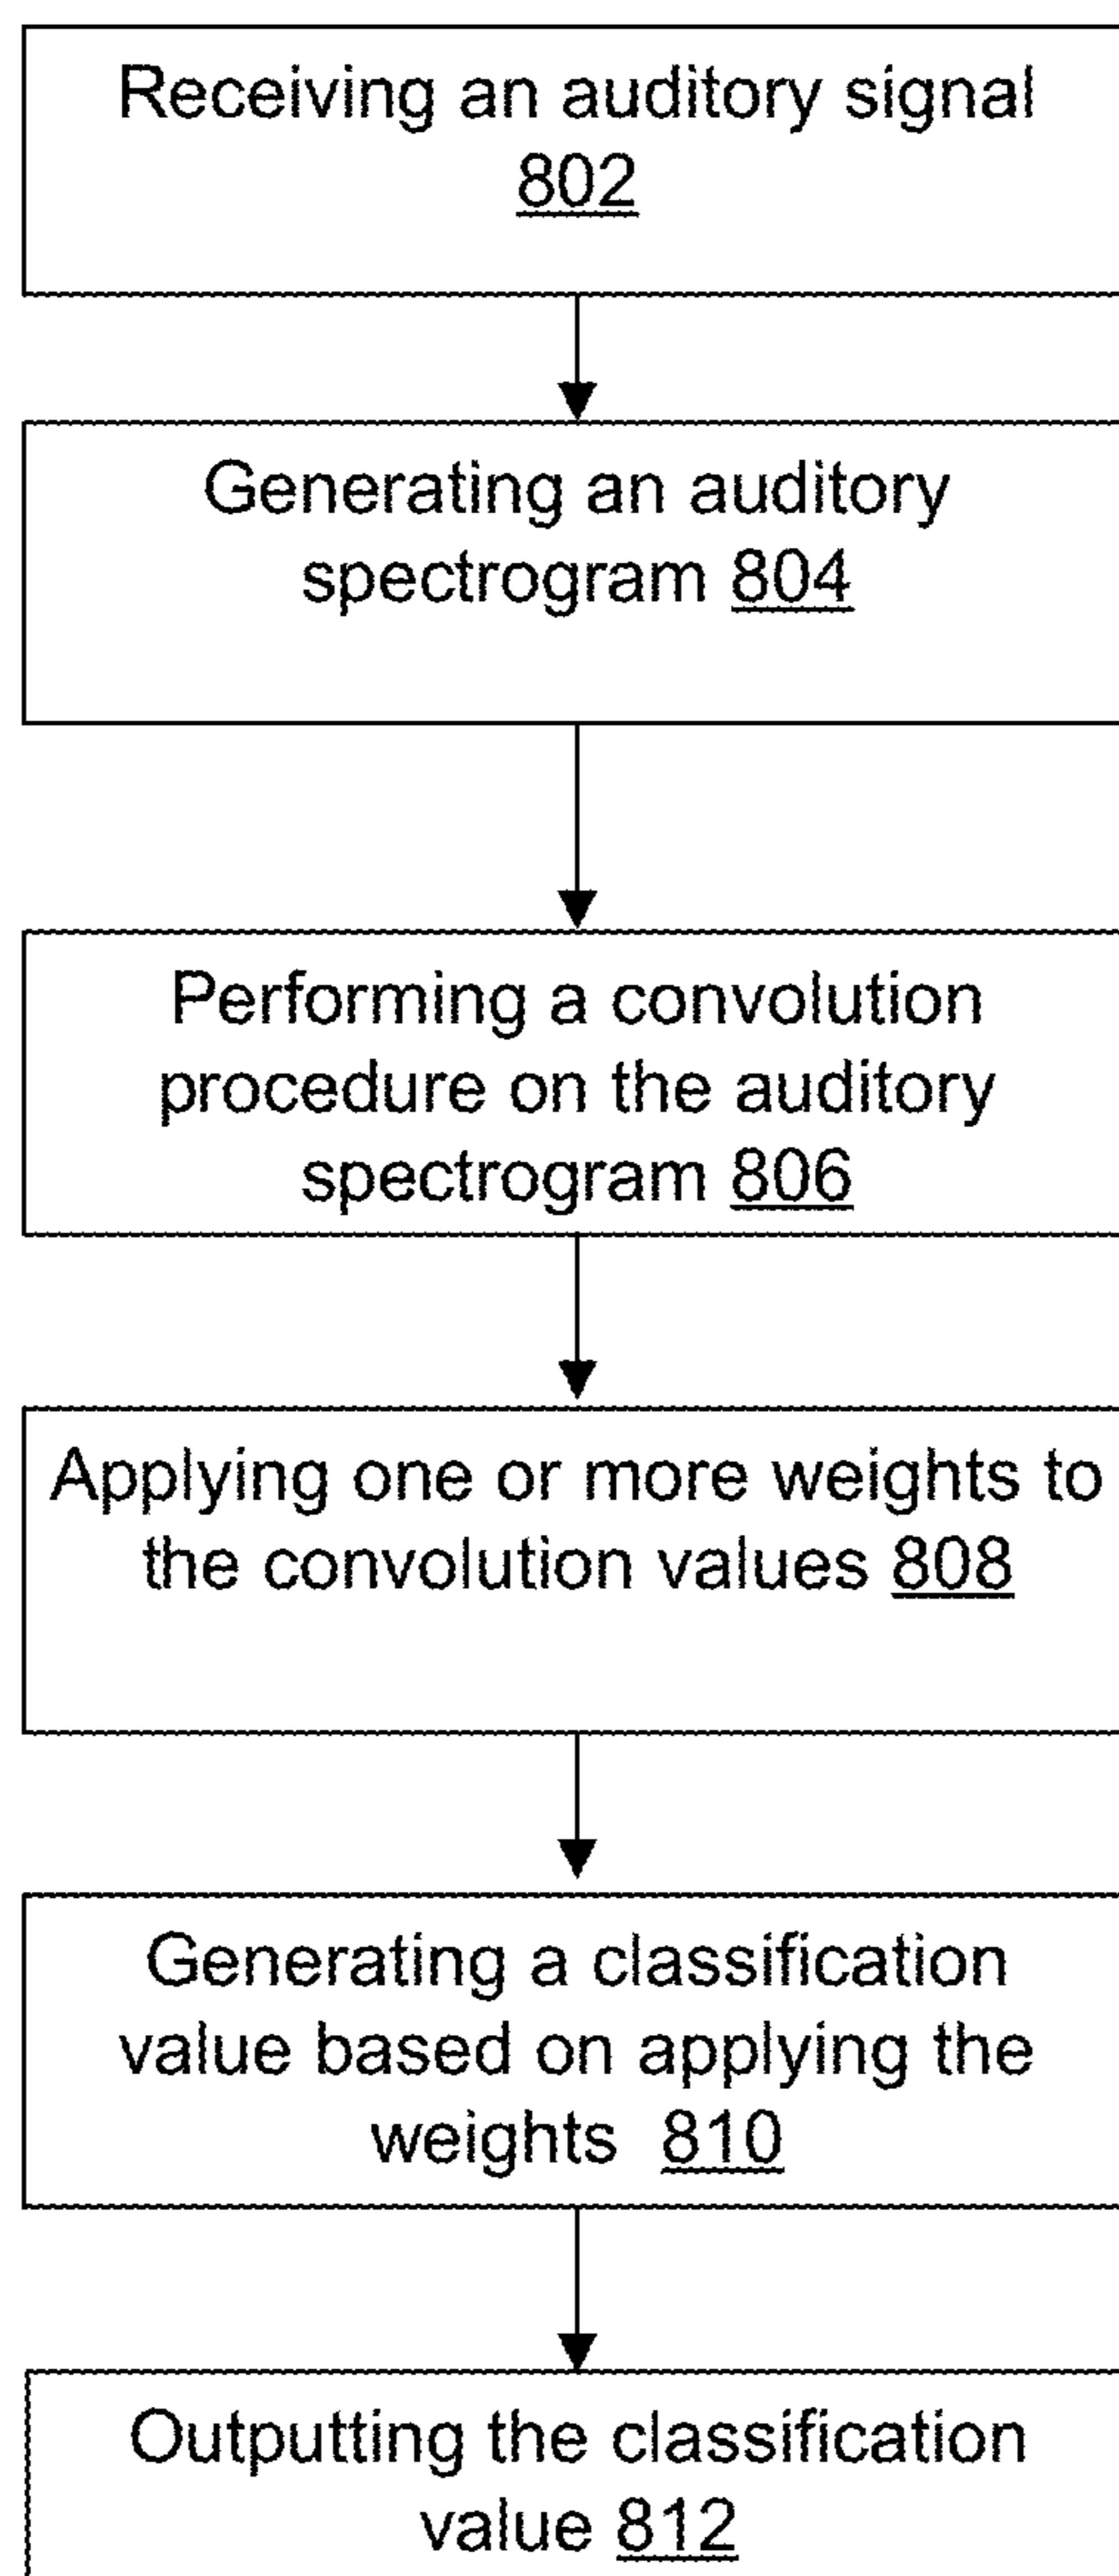 Receiving an auditory signal
802
Generating an auditory
spectrogram 804
Performing a convolution
procedure on the auditory
spectrogram 806
Applying one or more weights to
the convolution values 808
Generating a classification
value based on applying the
weights 810
Outputting the classification
value 812